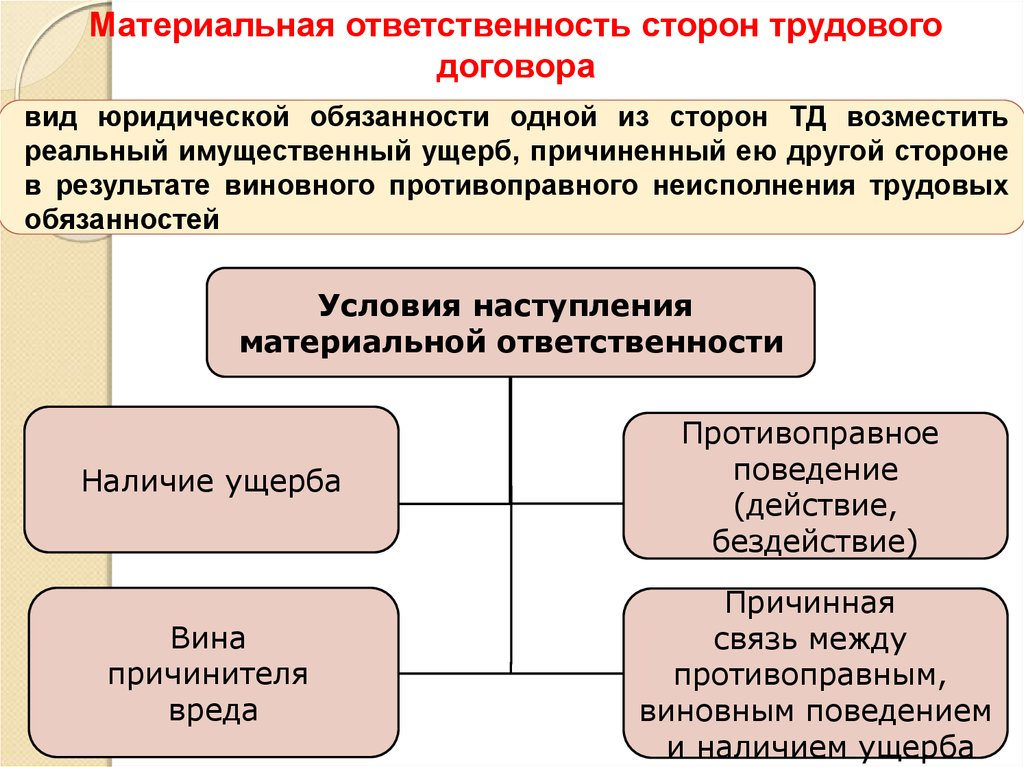 Материальная ответственность сторон трудового
договора
вид юридической обязанности одной из сторон ТД возместить
реальный имущественный ущерб, причиненный ею другой стороне
в результате виновного противоправного неисполнения трудовых
обязанностей
Условия наступления
материальной ответственности
Наличие ущерба
Противоправное
поведение
(действие,
бездействие)
Вина
причинителя
вреда
Причинная
связь между
противоправным,
виновным поведением
и наличием ущерба